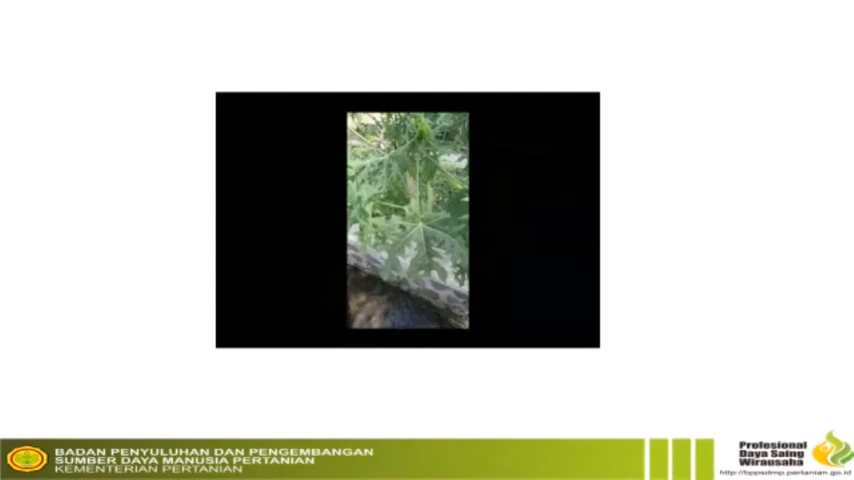 BADAN PENYULUHAN DAN PENGEMBANGAN
SUMBER DAYA MANUSIA PERTANIAN
KEMENTERIAN PERTANIAN
Profesional
Daya Saing
Wirausaha
http://bppsdmp.pertanian.go.id